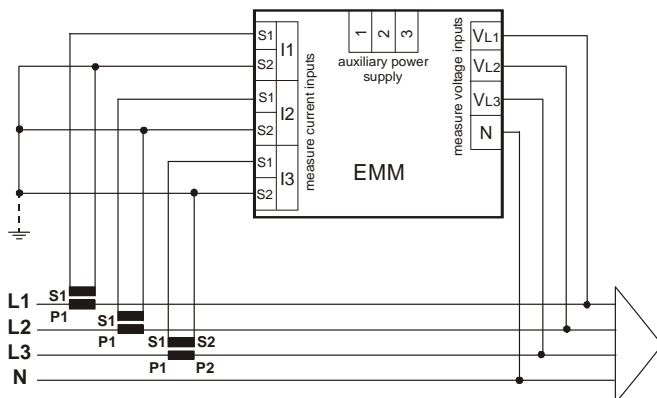 S1
S2
I1
S1
S2
I2
S1
S2
I3
measure current inputs
1 2 3
auxiliary power
supply
EMM
measure voltage inputs
VL1
VL2
VL3
N
L1
S1
P1
L2
S1
P1
L3
S1 S2
P1 P2
N